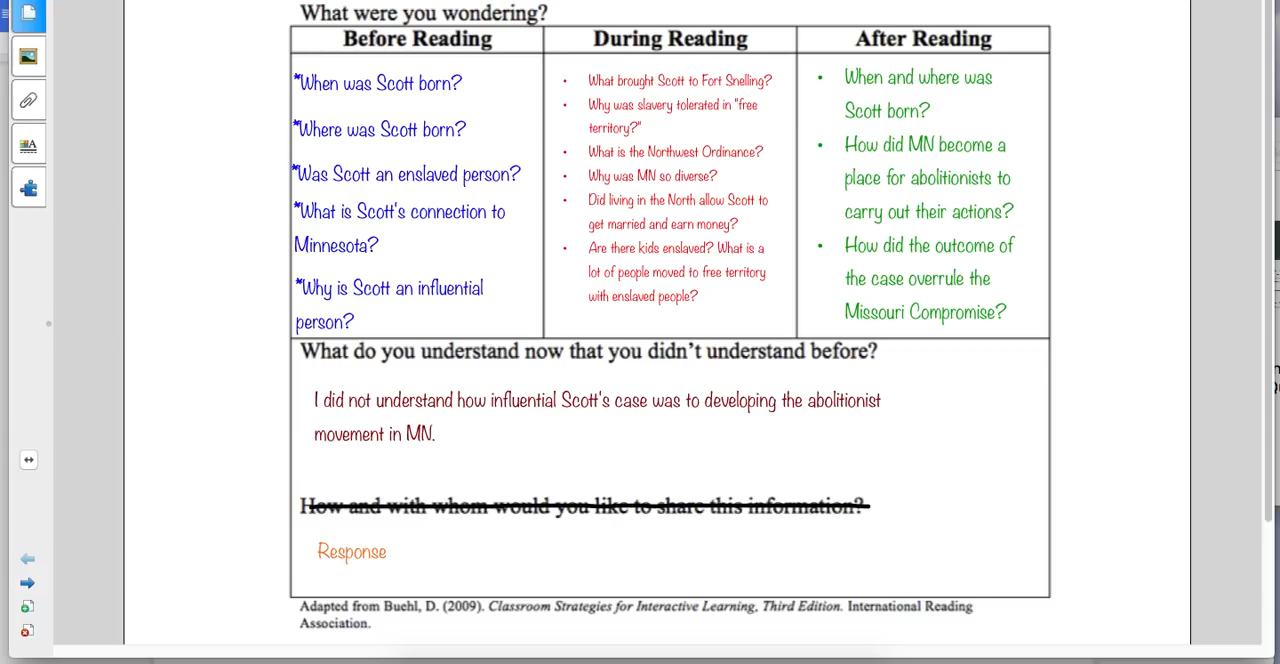 What were you wondering?
Before Reading
During Reading
After Reading
*When was Scott born?
*Where was Scott born?
*Was Scott an enslaved person?
*What is Scott's connection to
Minnesota?
*Why is Scott an influential
person?
• What brought Scott to Fort Snelling?
• Why was slavery tolerated in "free
territory?"
• What is the Northwest Ordinance?
• Why was MN so diverse?
• Did living in the North allow Scott to
get married and earn money?
• Are there kids enslaved? What is a
lot of people moved to free territory
with enslaved people?
• When and where was
Scott born?
• How did MN become a
place for abolitionists to
carry out their actions?
• How did the outcome of
the case overrule the
Missouri Compromise?
What do you understand now that you didn't understand before?
I did not understand how influential Scott's case was to developing the abolitionist
movement in MN.
How and with whom would you like to share this information?
Response
Adapted from Buehl, D. (2009). Classroom Strategies for Interactive Learning, Third Edition. International Reading
Association.